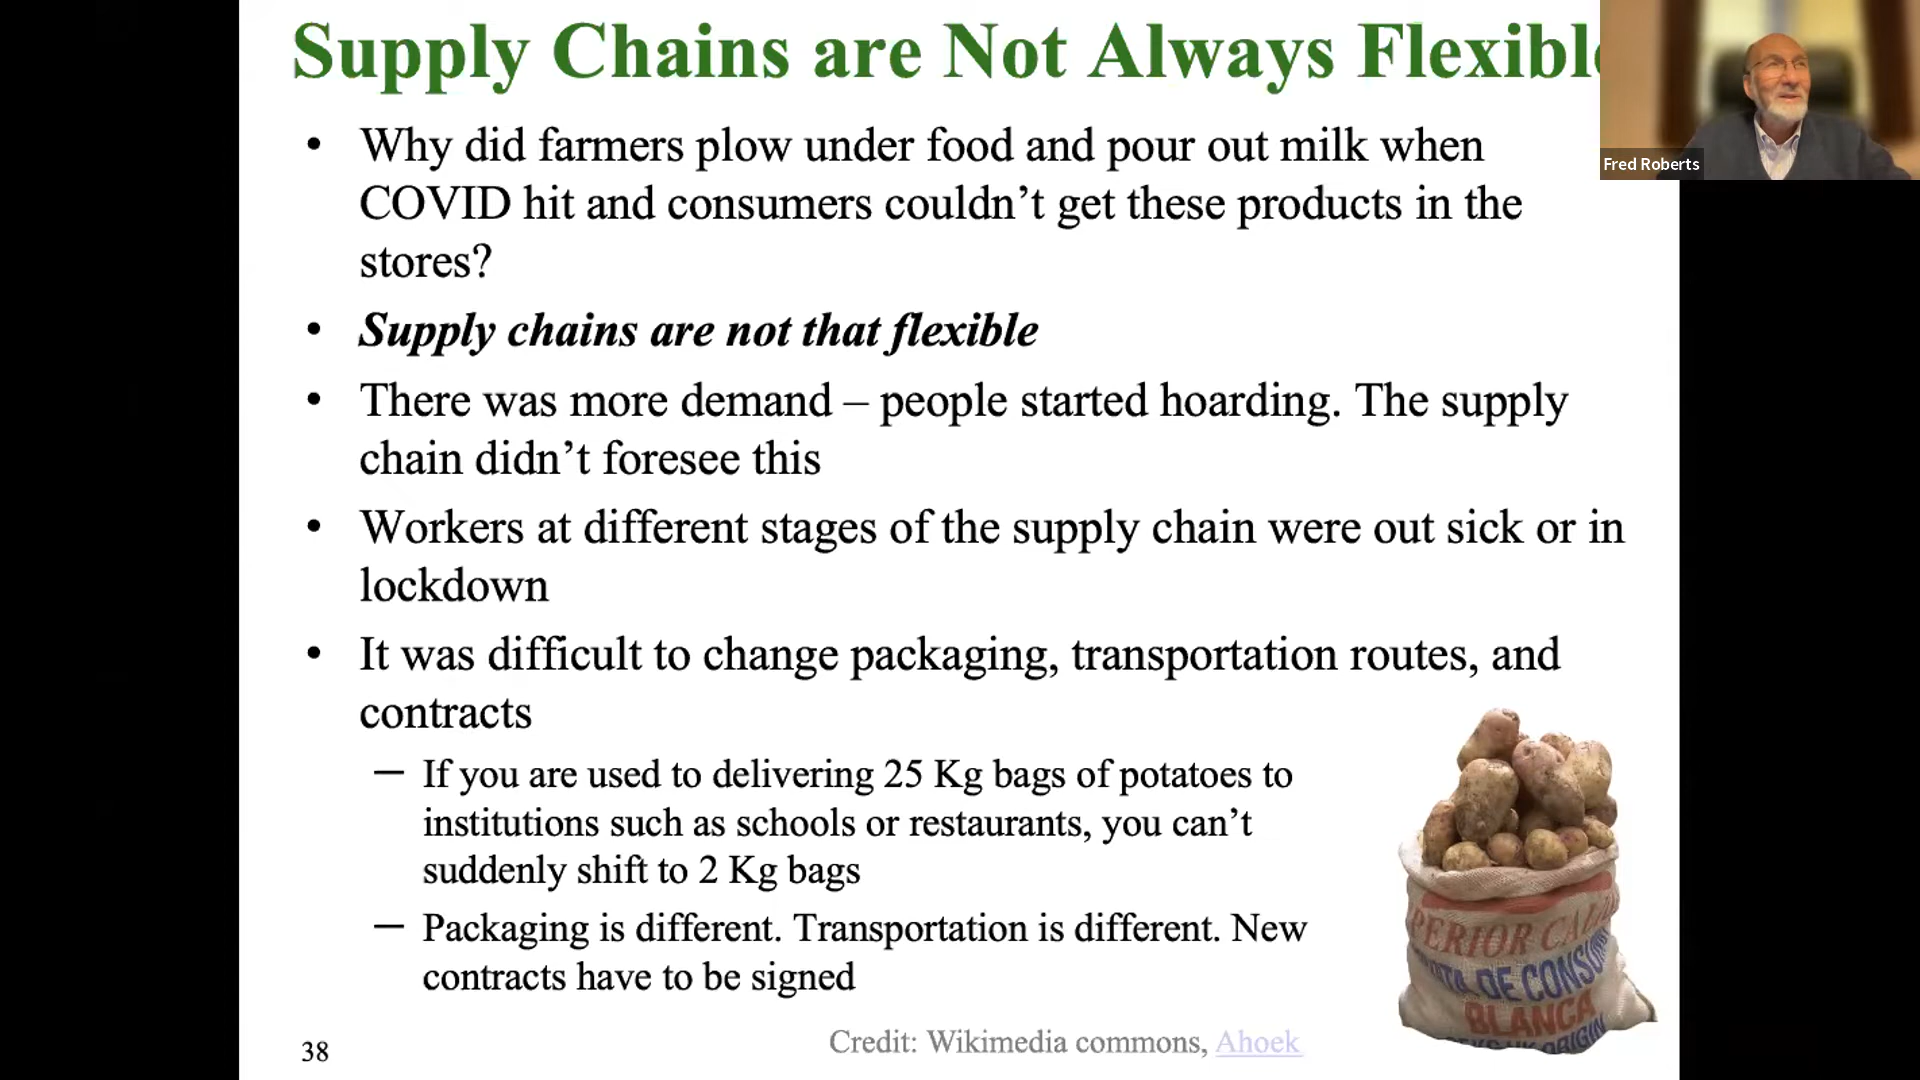 Supply Chains are Not Always Flexibl
Fred Roberts
• Why did farmers plow under food and pour out milk when
COVID hit and consumers couldn’t get these products in the
stores?
• Supply chains are not that flexible
• There was more demand – people started hoarding. The supply
chain didn’t foresee this
• Workers at different stages of the supply chain were out sick or in
lockdown
• It was difficult to change packaging, transportation routes, and
contracts
— If you are used to delivering 25 Kg bags of potatoes to
institutions such as schools or restaurants, you can’t
suddenly shift to 2 Kg bags
— Packaging is different. Transportation is different. New
contracts have to be signed
DE CONSU
BLANCA
ORIGIN
38
Credit: Wikimedia commons, Ahoek